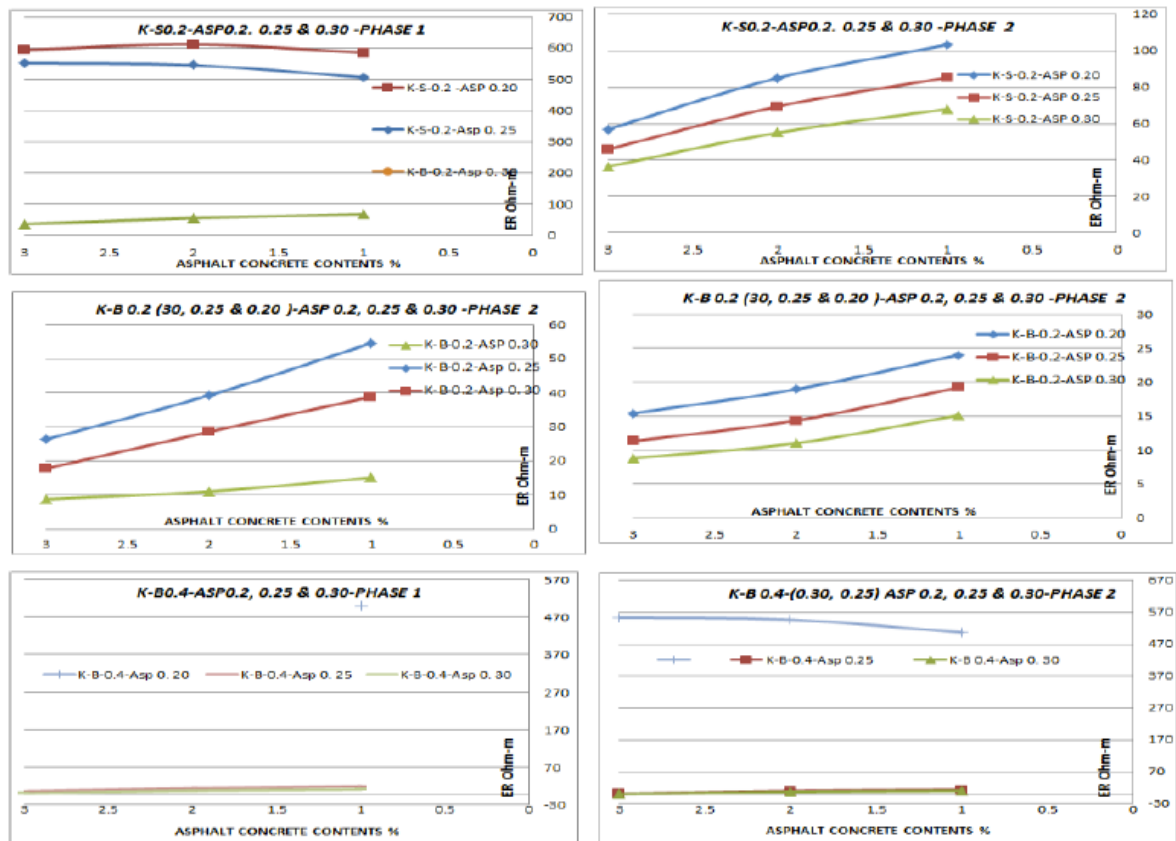 K-S0.2-ASP0.2. 0.25 & 0.30 -PHASE 1
700
600
500
400
300
200
100
0
K-S-0.2 -ASP 0.20
K-S-0.2-Asp 0. 25
K-B-0.2-Asp 0. 30
ER Ohm-m
3 2.5 2 1.5 1 0.5 0
ASPHALT CONCRETE CONTENTS %
K-S0.2-ASP0.2. 0.25 & 0.30 -PHASE 2
120
100
80
60
40
20
0
K-S-0.2-ASP 0.20
K-S-0.2-ASP 0.25
K-S-0.2-ASP 0.30
ER Ohm-m
3 2.5 2 1.5 1 0.5 0
ASPHALT CONCRETE CONTENTS %
K-B 0.2 (30, 0.25 & 0.20 )-ASP 0.2, 0.25 & 0.30 -PHASE 2
60
50
40
30
20
10
0
K-B-0.2-ASP 0.30
K-B-0.2-Asp 0. 25
K-B-0.2-Asp 0. 30
ER Ohm-m
ASPHALT CONCRETE CONTENTS %
3 2.5 2 1.5 1 0.5 0
K-B 0.2 (30, 0.25 & 0.20 )-ASP 0.2, 0.25 & 0.30 -PHASE 2
30
25
20
15
10
5
0
K-B-0.2-ASP 0.20
K-B-0.2-ASP 0.25
K-B-0.2-ASP 0.30
ER Ohm-m
ASPHALT CONCRETE CONTENTS %
3 2.5 2 1.5 1 0.5 0
K-B0.4-ASP0.2, 0.25 & 0.30-PHASE 1
570
470
370
270
170
70
-30
K-B-0.4-Asp 0. 20 K-B-0.4-Asp 0. 25 K-B-0.4-Asp 0. 30
ER Ohm-m
3 2.5 2 1.5 1 0.5 0
ASPHALT CONCRETE CONTENTS %
K-B 0.4-(0.30, 0.25) ASP 0.2, 0.25 & 0.30-PHASE 2
670
570
470
370
270
170
70
-30
K-B-0.4-Asp 0.25 K-B 0.4-Asp 0. 30
ER Ohm-m
3 2.5 2 1.5 1 0.5 0
ASPHALT CONCRETE CONTENTS %